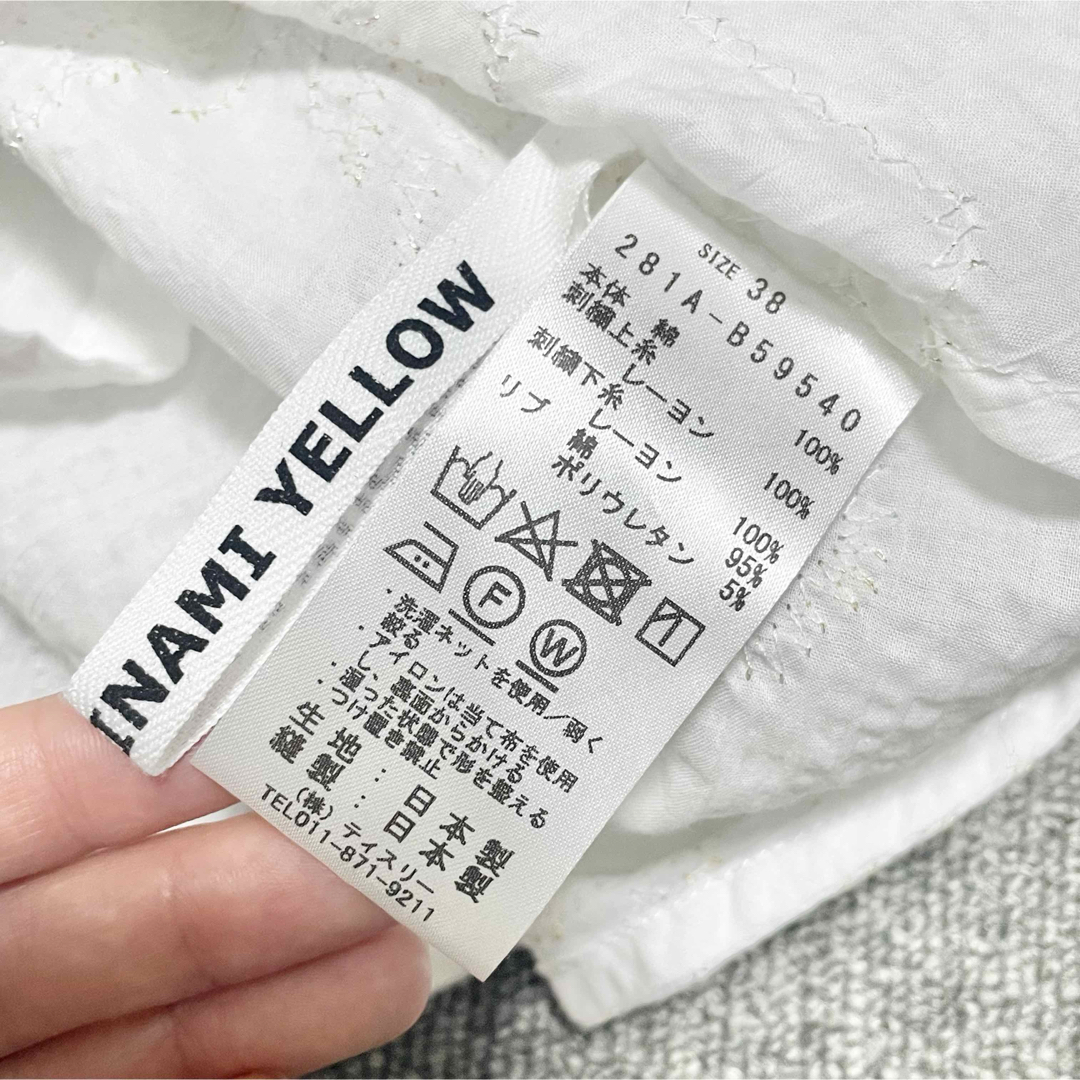 INAMI YELLOW
SIZE 38
281A-B59540
本体 綿 100%
刺繍上糸
レーヨン 100%
刺繍下糸
レーヨン 100%
リブ 綿 95%
ポリウレタン 5%
F
W
・洗濯ネットを使用/弱く
絞る
・アイロンは当て布を使用
し、裏面からかける
・湿った状態で形を整える
・つけ置き禁止
生地：日本製
縫製：日本製
(株)ティスリー
TEL011-871-9211